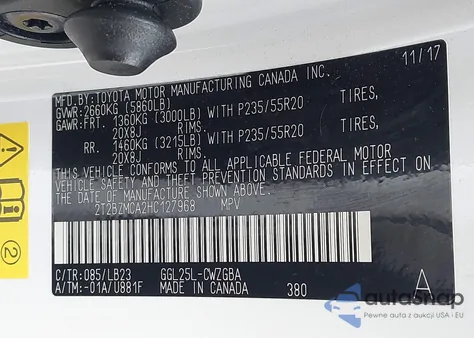 MFD. BY:TOYOTA MOTOR MANUFACTURING CANADA INC. 11/17
GVWR: 2660KG (5860LB)
GAWR:FRT. 1360KG (3000LB) WITH P235/55R20 TIRES,
20X8J RIMS.
RR. 1460KG (3215LB) WITH P235/55R20 TIRES,
20X8J RIMS.
THIS VEHICLE CONFORMS TO ALL APPLICABLE FEDERAL MOTOR
VEHICLE SAFETY AND THEFT PREVENTION STANDARDS IN EFFECT ON
THE DATE OF MANUFACTURE SHOWN ABOVE.
2T2BZMCA2HC127968 MPV
C/TR:085/LB23 GGL25L-CWZGBA
A/TM:-01A/U881F MADE IN CANADA 380 A
2
autosnap
Pewne auta z aukcji USA i EU